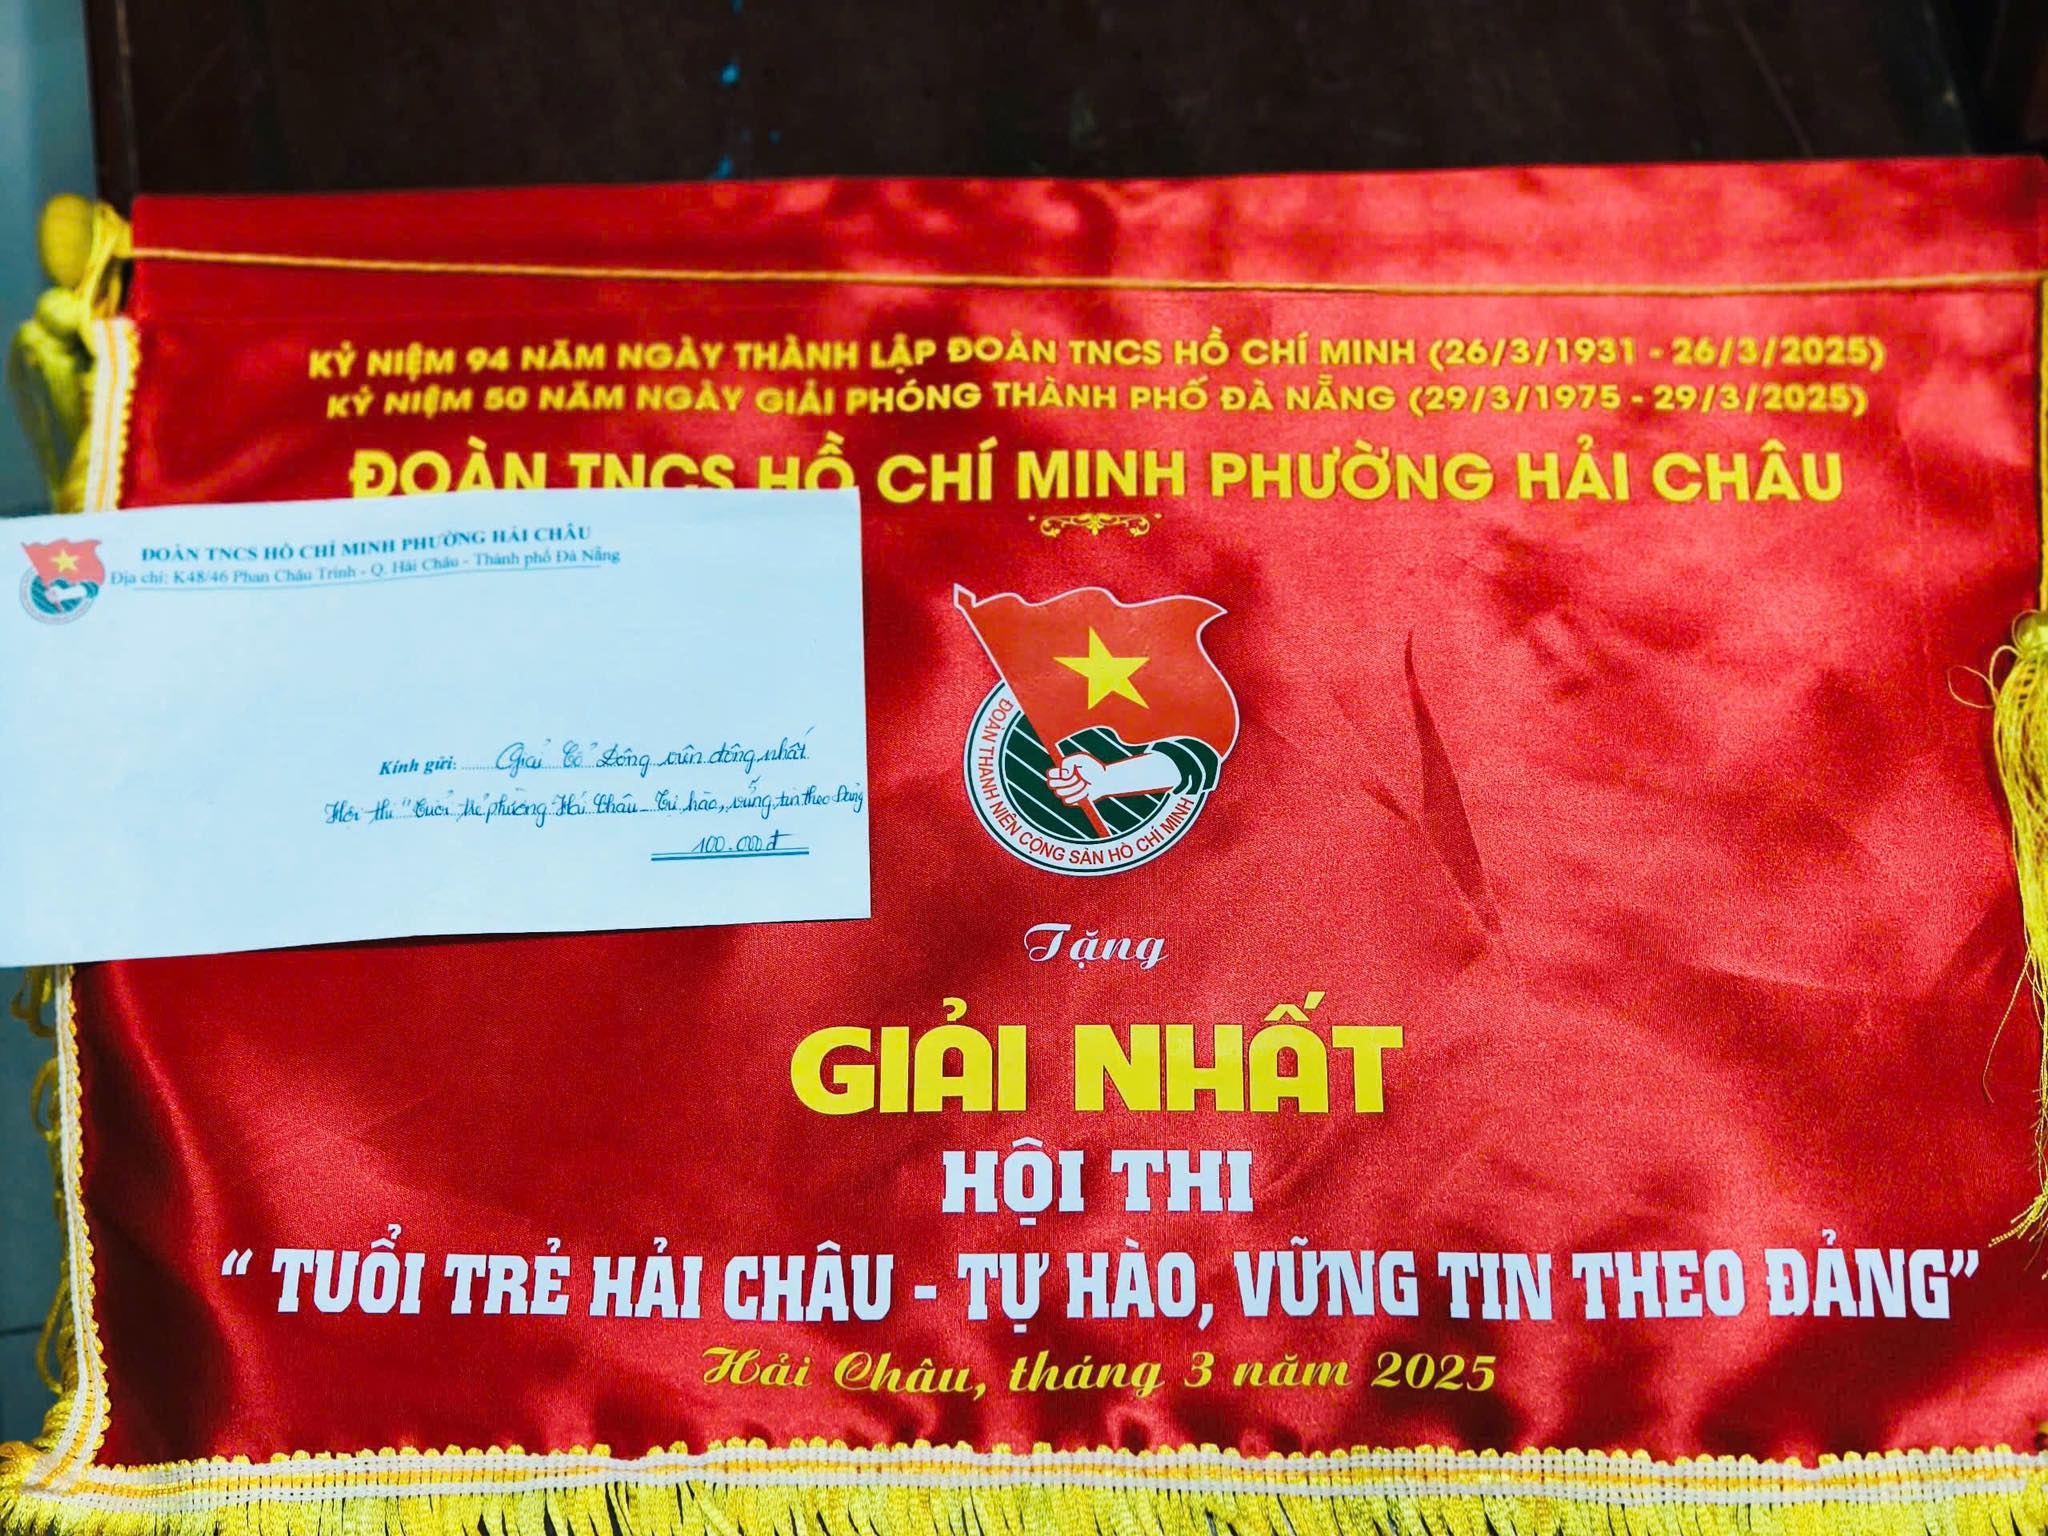 KỶ NIỆM 94 NĂM NGÀY THÀNH LẬP ĐOÀN TNCS HỒ CHÍ MINH (26/3/1931 - 26/3/2025)
KỶ NIỆM 50 NĂM NGÀY GIẢI PHÓNG THÀNH PHỐ ĐÀ NẴNG (29/3/1975 - 29/3/2025)
ĐOÀN TNCS HỒ CHÍ MINH PHƯỜNG HẢI CHÂU
ĐOÀN TNCS HỒ CHÍ MINH PHƯỜNG HẢI CHÂU
Địa chỉ: K48/46 Phan Châu Trinh - Q. Hải Châu - Thành phố Đà Nẵng
Kính gửi: Giải Cổ Động viên đông nhất
Hội thi "Tuổi trẻ phường Hải Châu - Tự hào, vững tin theo Đảng
100.000đ
ĐOÀN THANH NIÊN CỘNG SẢN HỒ CHÍ MINH
Tặng
GIẢI NHẤT
HỘI THI
“ TUỔI TRẺ HẢI CHÂU - TỰ HÀO, VỮNG TIN THEO ĐẢNG”
Hải Châu, tháng 3 năm 2025